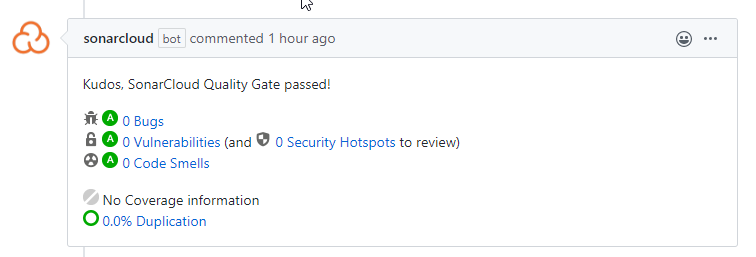 sonarcloud bot commented 1 hour ago
Kudos, SonarCloud Quality Gate passed!
A 0 Bugs
A 0 Vulnerabilities (and 0 Security Hotspots to review)
A 0 Code Smells
No Coverage information
0.0% Duplication